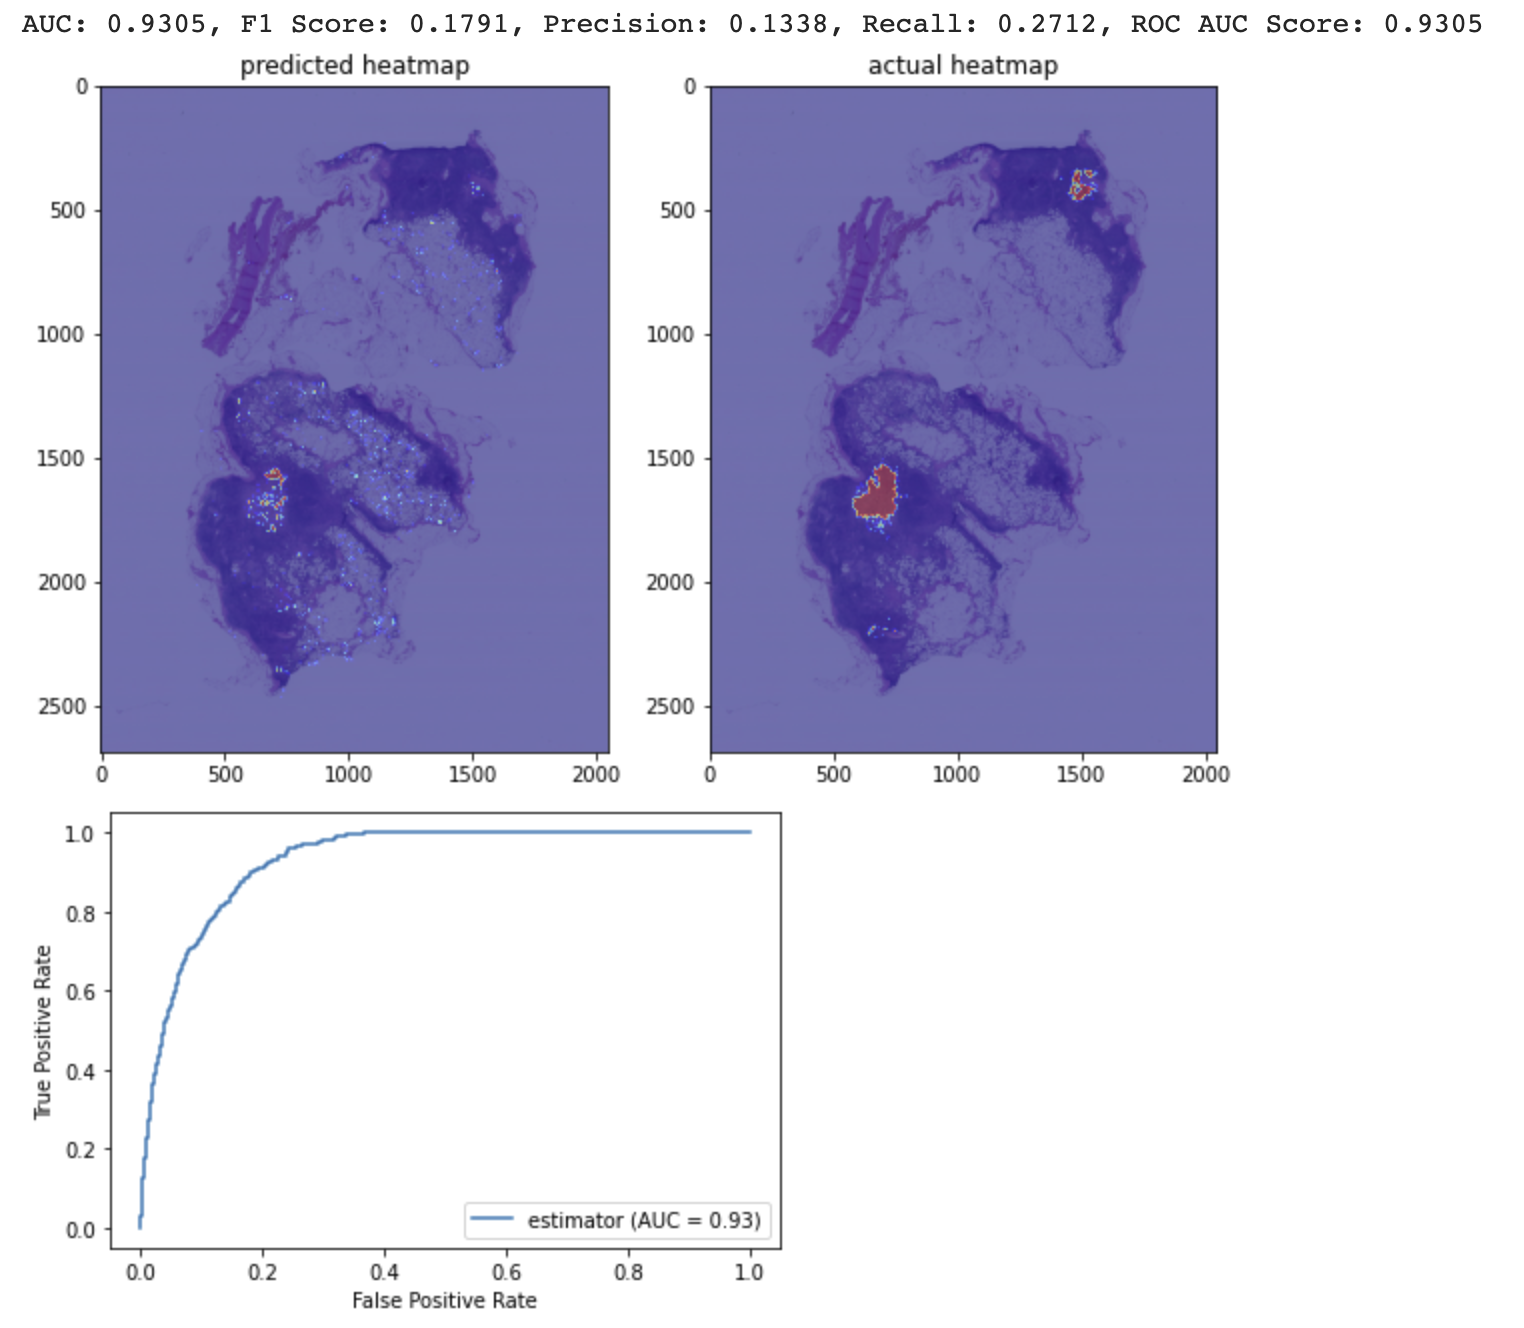 AUC: 0.9305, F1 Score: 0.1791, Precision: 0.1338, Recall: 0.2712, ROC AUC Score: 0.9305
predicted heatmap
0
500
1000
1500
2000
2500
0 500 1000 1500 2000
actual heatmap
0
500
1000
1500
2000
2500
0 500 1000 1500 2000
True Positive Rate
1.0
0.8
0.6
0.4
0.2
0.0
estimator (AUC = 0.93)
0.0 0.2 0.4 0.6 0.8 1.0
False Positive Rate